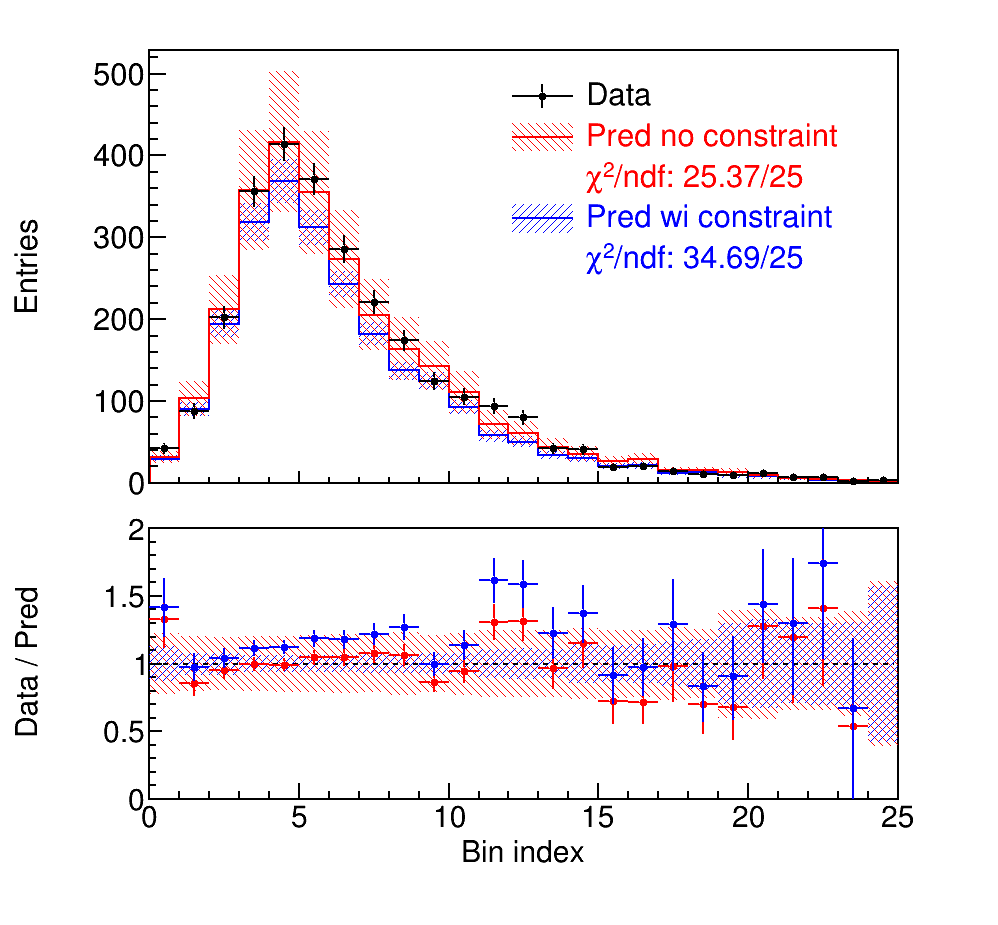 Entries
500
400
300
200
100
0
Data
Pred no constraint
χ²/ndf: 25.37/25
Pred wi constraint
χ²/ndf: 34.69/25
Data / Pred
2
1.5
1
0.5
0
0 5 10 15 20 25
Bin index